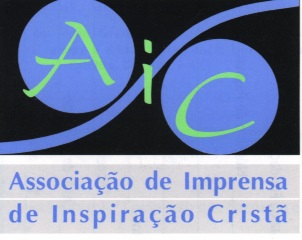 AiC
Associação de Imprensa
de Inspiração Cristã